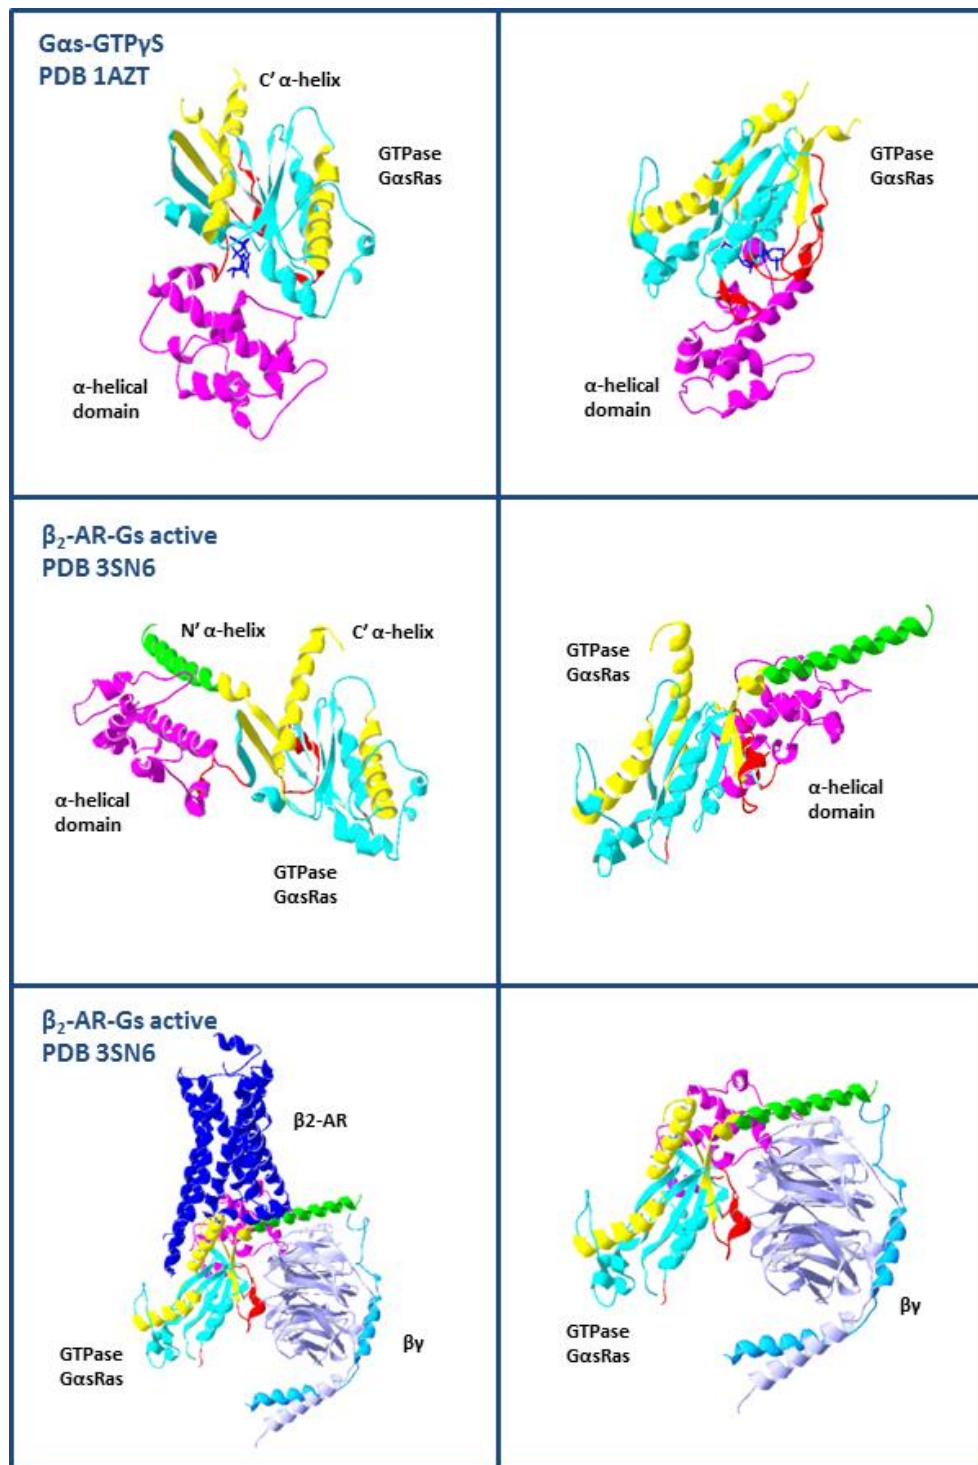 Gαs-GTPγS
PDB 1AZT
C′ α-helix
GTPase
GαsRas
α-helical
domain
GTPase
GαsRas
α-helical
domain
β₂-AR-Gs active
PDB 3SN6
N′ α-helix
C′ α-helix
α-helical
domain
GTPase
GαsRas
GTPase
GαsRas
α-helical
domain
β₂-AR-Gs active
PDB 3SN6
β2-AR
GTPase
GαsRas
βγ
GTPase
GαsRas
βγ